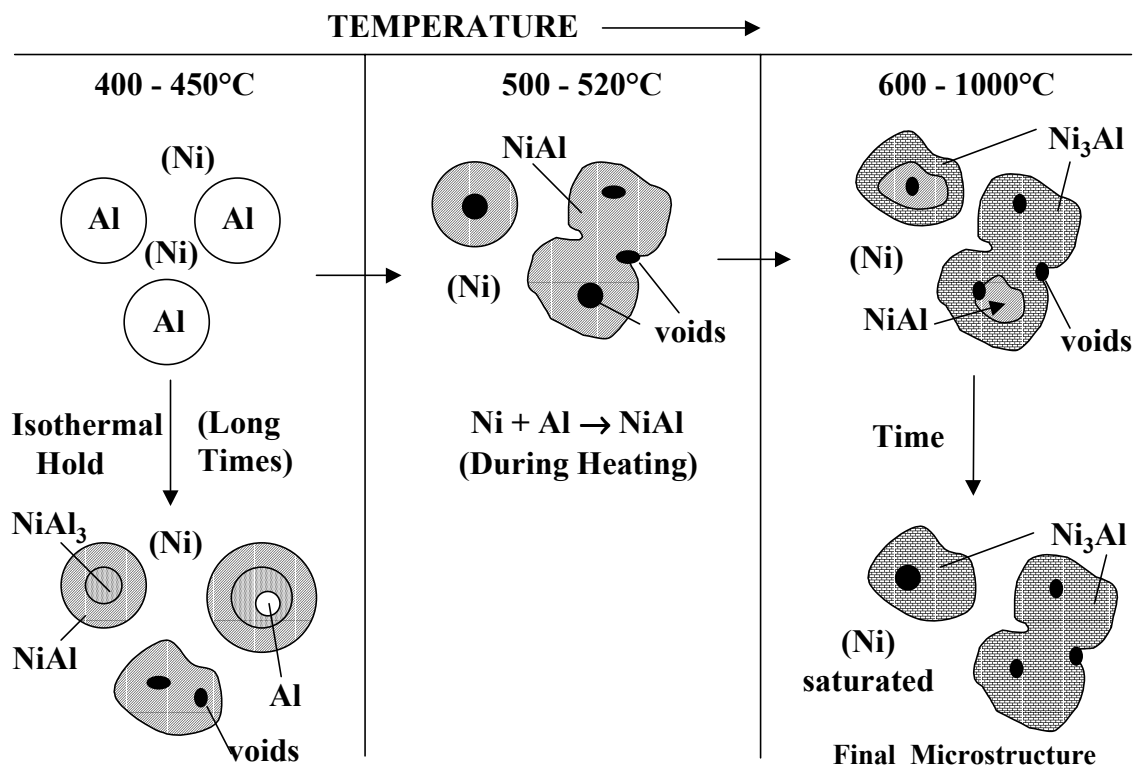 TEMPERATURE
400 - 450°C
(Ni)
Al
Al
(Ni)
Al
Isothermal
Hold
(Long
Times)
NiAl₃
(Ni)
NiAl
Al
voids
500 - 520°C
NiAl
(Ni)
voids
Ni + Al → NiAl
(During Heating)
600 - 1000°C
Ni₃Al
(Ni)
NiAl
voids
Time
Ni₃Al
(Ni)
saturated
Final Microstructure